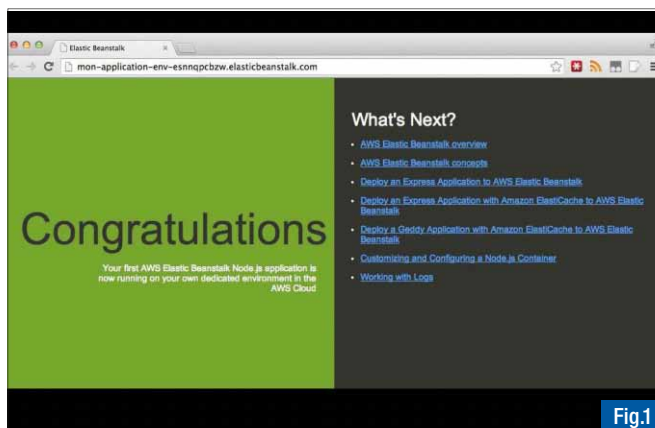 Elastic Beanstalk
mon-application-env-esnnqpcbzw.elasticbeanstalk.com
Congratulations
Your first AWS Elastic Beanstalk Node.js application is
now running on your own dedicated environment in the
AWS Cloud
What's Next?
AWS Elastic Beanstalk overview
AWS Elastic Beanstalk concepts
Deploy an Express Application to AWS Elastic Beanstalk
Deploy an Express Application with Amazon ElastiCache to AWS Elastic
Beanstalk
Deploy a Geddy Application with Amazon ElastiCache to AWS Elastic
Beanstalk
Customizing and Configuring a Node.js Container
Working with Logs
Fig.1